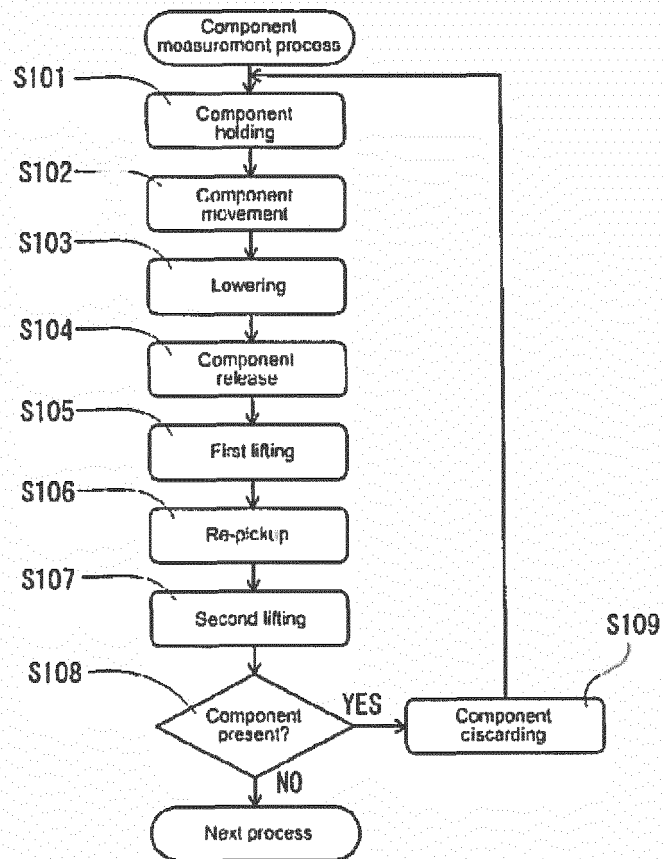 Component
measurement process
S101
Component
holding
S102
Component
movement
S103
Lowering
S104
Component
release
S105
First lifting
S106
Re-pickup
S107
Second lifting
S108
Component
present?
YES
S109
Component
ciscarding
NO
Next process